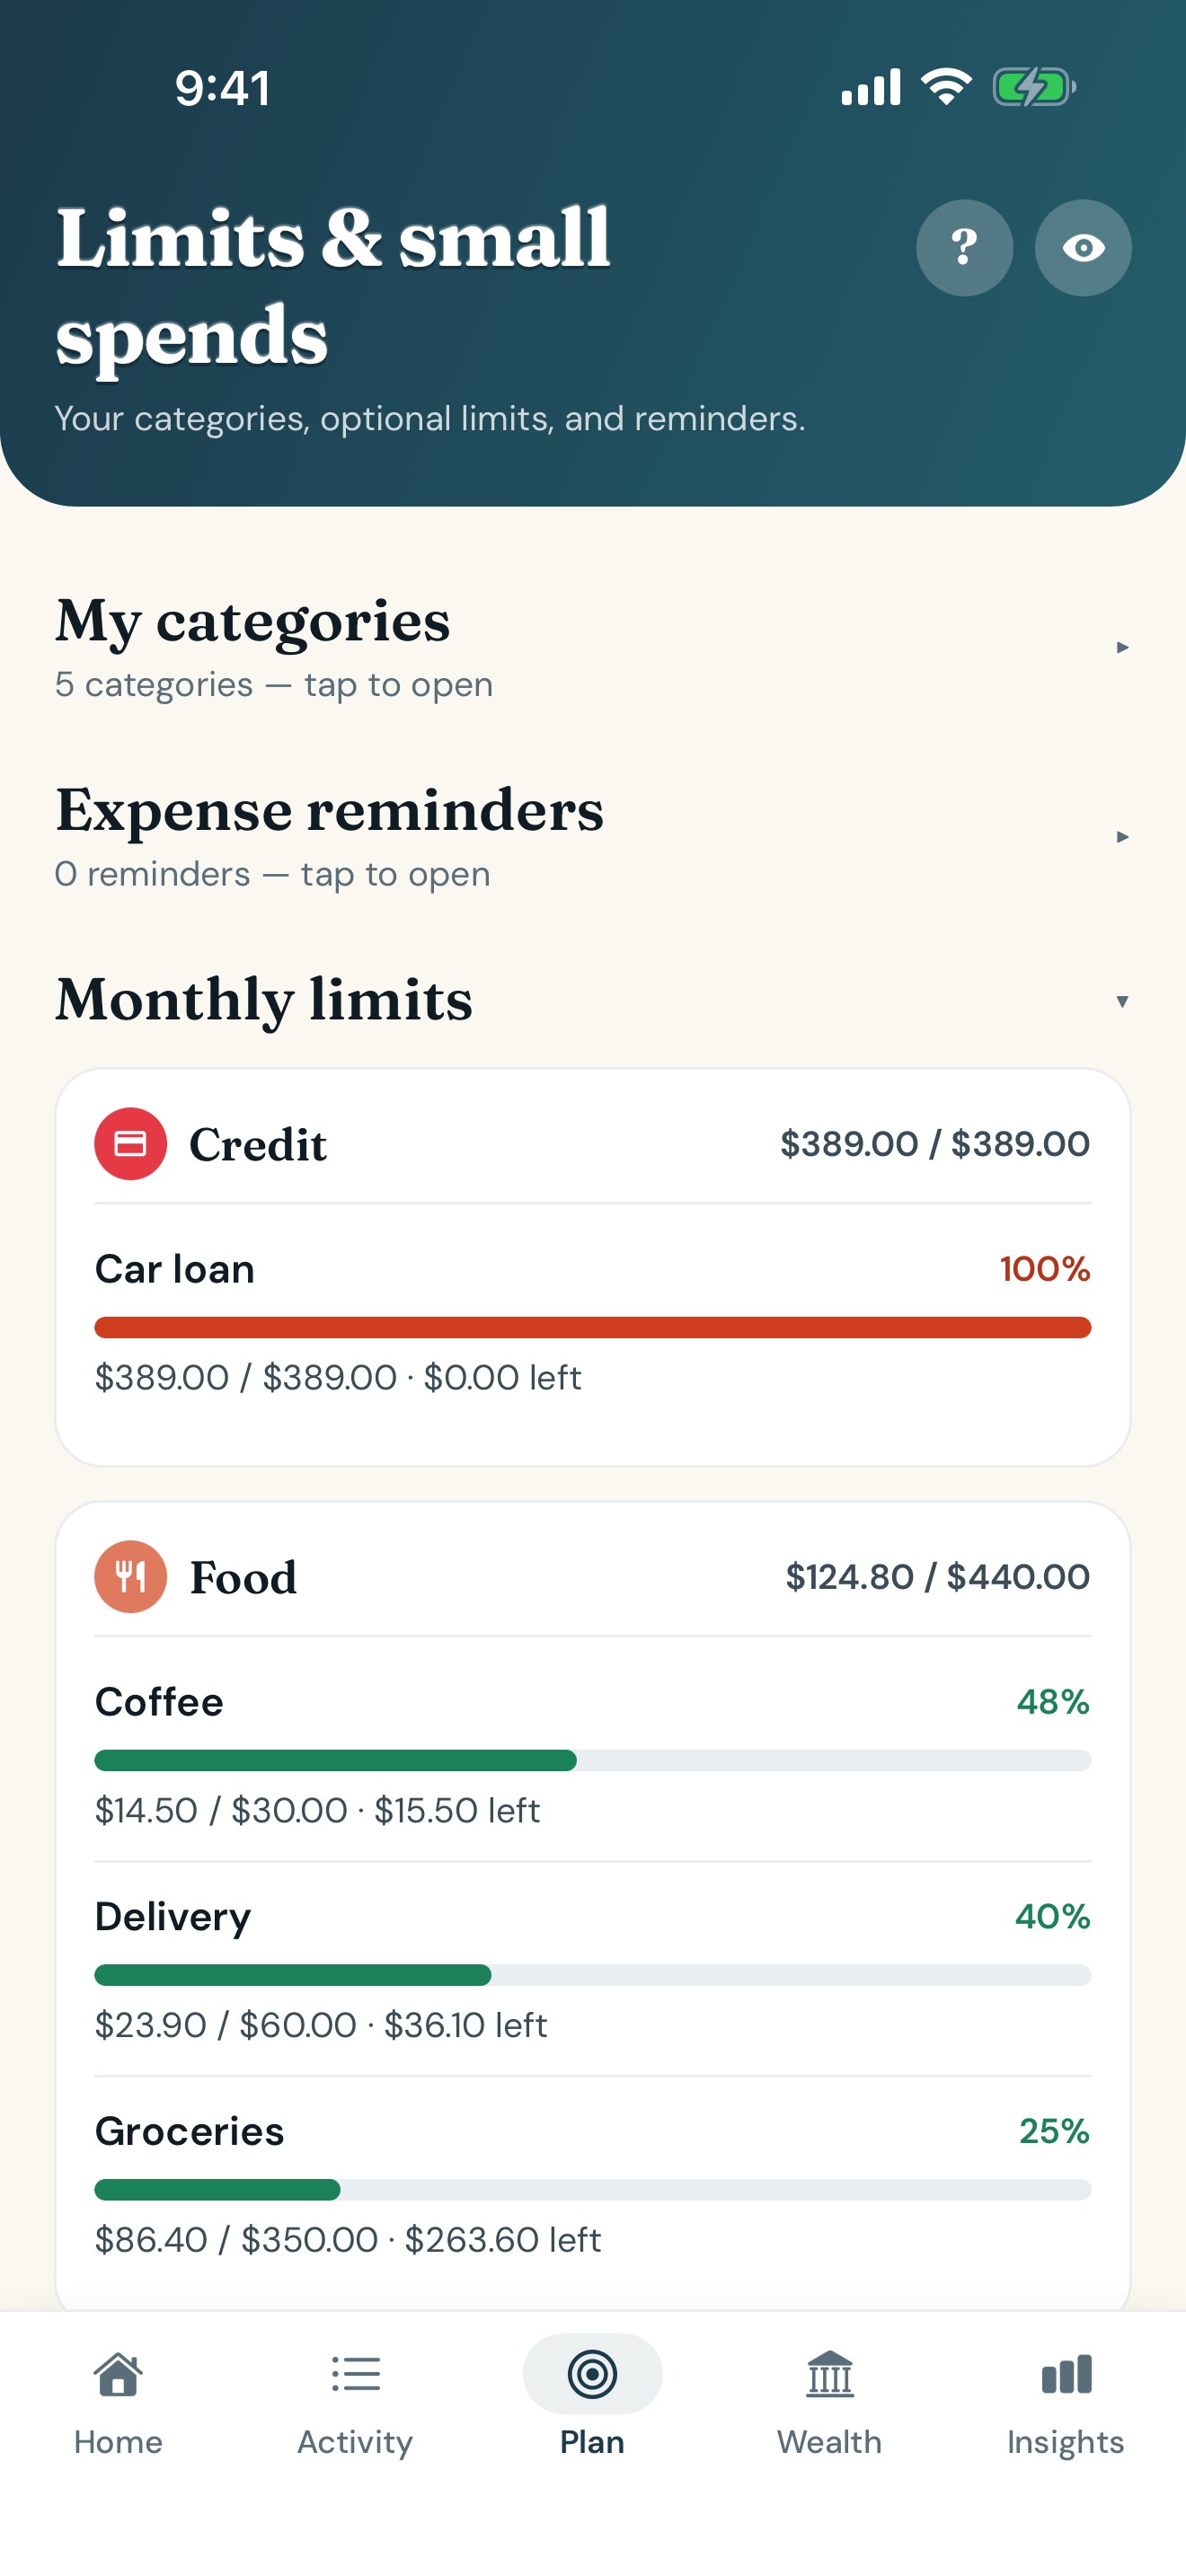 9:41
Limits & small
spends
?
Your categories, optional limits, and reminders.
My categories
5 categories — tap to open
Expense reminders
0 reminders — tap to open
Monthly limits
Credit $389.00 / $389.00
Car loan 100%
$389.00 / $389.00 · $0.00 left
Food $124.80 / $440.00
Coffee 48%
$14.50 / $30.00 · $15.50 left
Delivery 40%
$23.90 / $60.00 · $36.10 left
Groceries 25%
$86.40 / $350.00 · $263.60 left
Home Activity Plan Wealth Insights